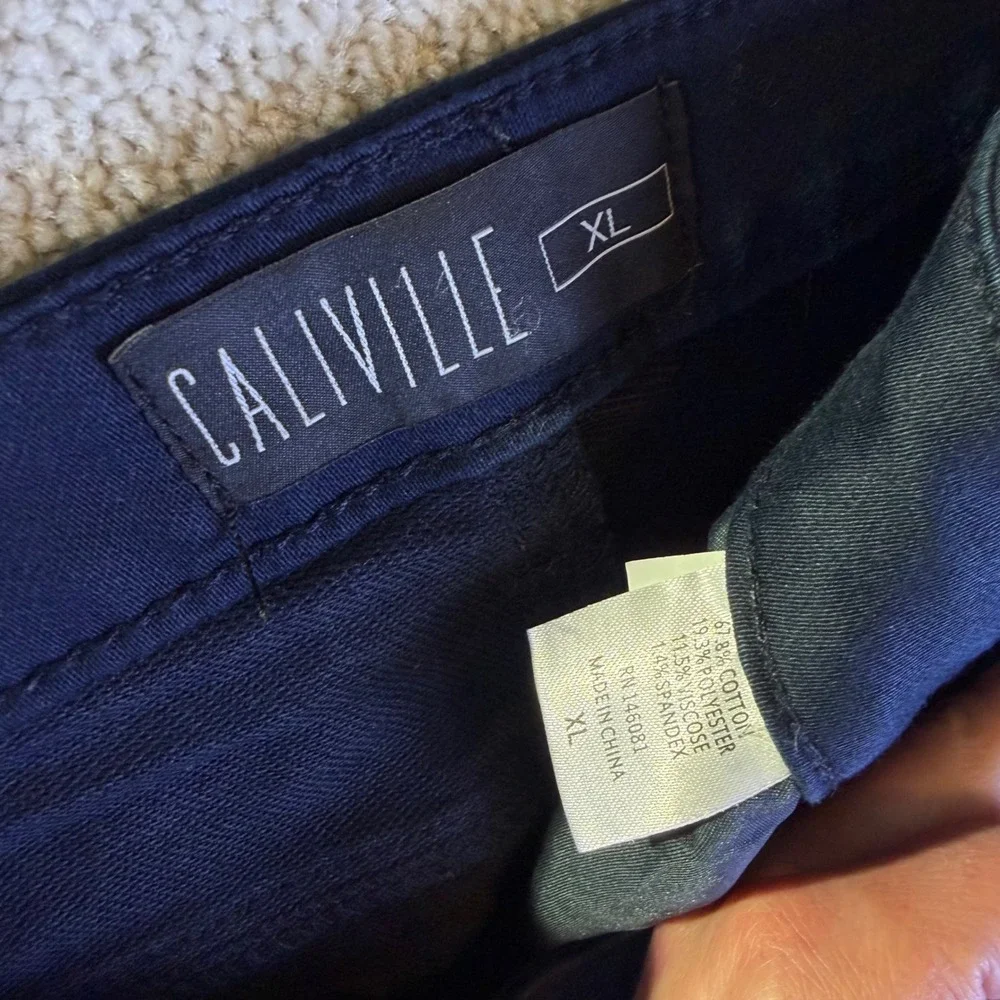 CALIVILLE
XL
67.8% COTTON
19.3% POLYESTER
11.5% VISCOSE
1.4% SPANDEX
RN 146081
MADE IN CHINA
XL